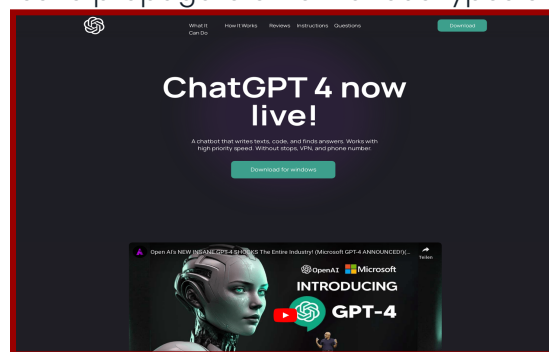 What It
Can Do
How It Works
Reviews
Instructions
Questions
Download
ChatGPT 4 now
live!
A chatbot that writes texts, code, and finds answers. Works with
high priority speed. Without stops, VPN, and phone number.
Download for windows
Open Ai's NEW INSANE GPT-4 SHOCKS The Entire Industry! (Microsoft GPT-4 ANNOUNCED!)(...
Teilen
OpenAI Microsoft
INTRODUCING
GPT-4